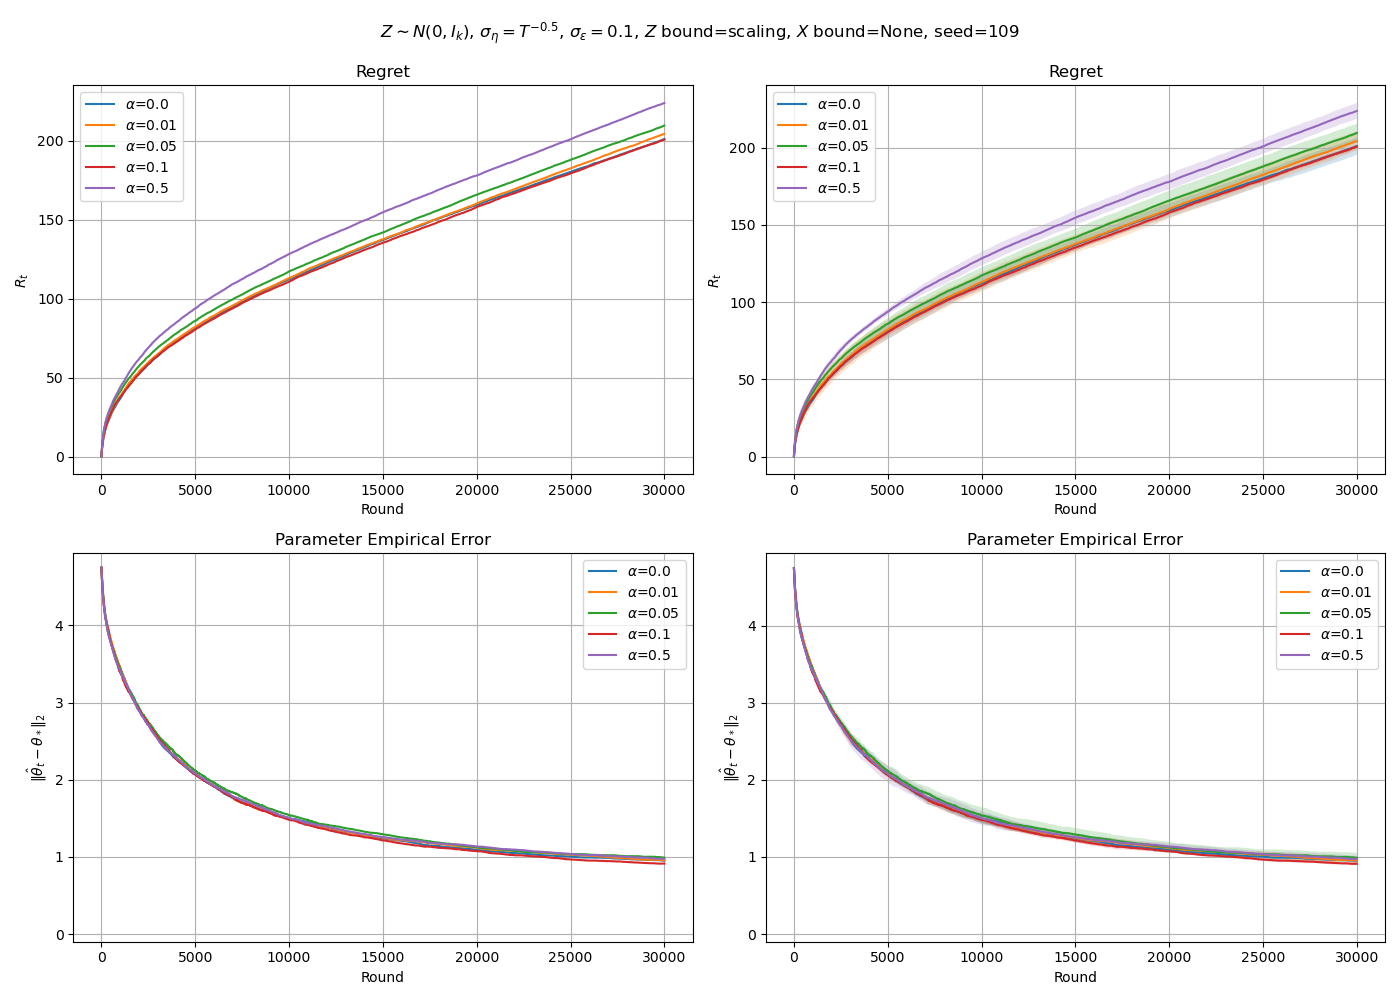 Z ∼ N(0, I_k), σ_η = T^{−0.5}, σ_ε = 0.1, Z bound=scaling, X bound=None, seed=109
Regret
α=0.0
α=0.01
α=0.05
α=0.1
α=0.5
R_t
200
150
100
50
0
0 5000 10000 15000 20000 25000 30000
Round
Regret
α=0.0
α=0.01
α=0.05
α=0.1
α=0.5
R_t
200
150
100
50
0
0 5000 10000 15000 20000 25000 30000
Round
Parameter Empirical Error
α=0.0
α=0.01
α=0.05
α=0.1
α=0.5
‖θ̂_t − θ_*‖_2
4
3
2
1
0
0 5000 10000 15000 20000 25000 30000
Round
Parameter Empirical Error
α=0.0
α=0.01
α=0.05
α=0.1
α=0.5
‖θ̂_t − θ_*‖_2
4
3
2
1
0
0 5000 10000 15000 20000 25000 30000
Round